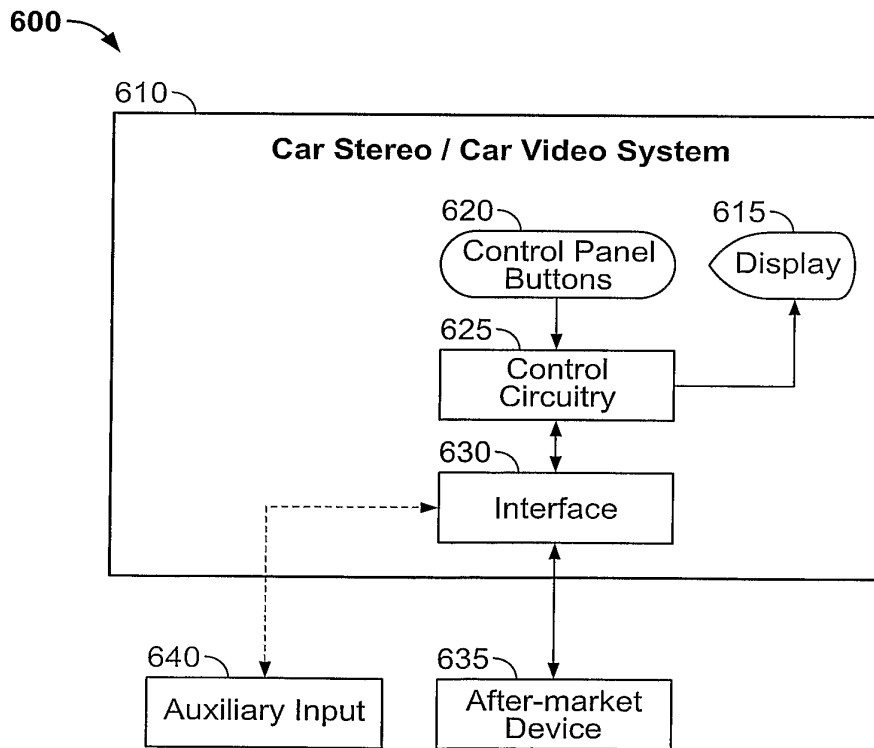 600
610
Car Stereo / Car Video System
620
615
Control Panel
Buttons
Display
625
Control
Circuitry
630
Interface
640
635
Auxiliary Input
After-market
Device